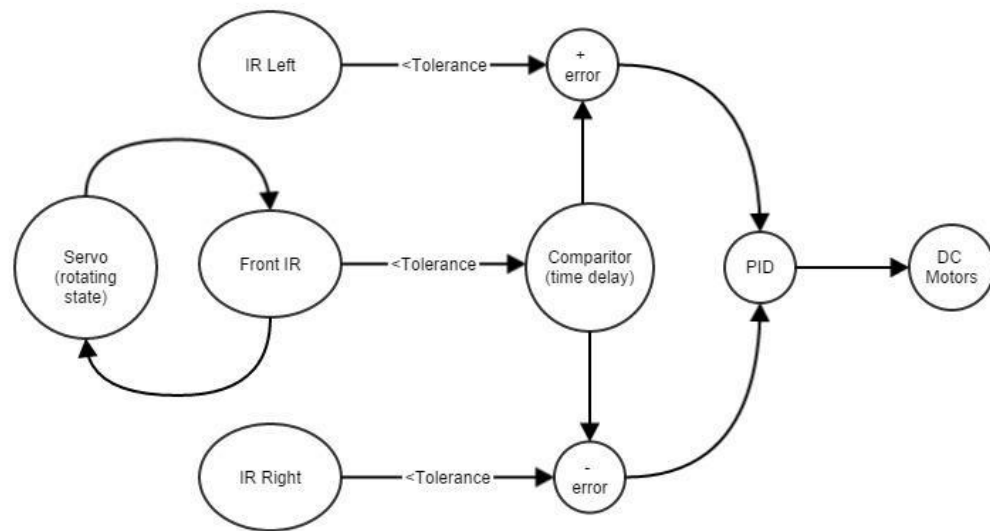 IR Left
<Tolerance
+
error
Servo
(rotating
state)
Front IR
<Tolerance
Comparitor
(time delay)
PID
DC
Motors
IR Right
<Tolerance
-
error